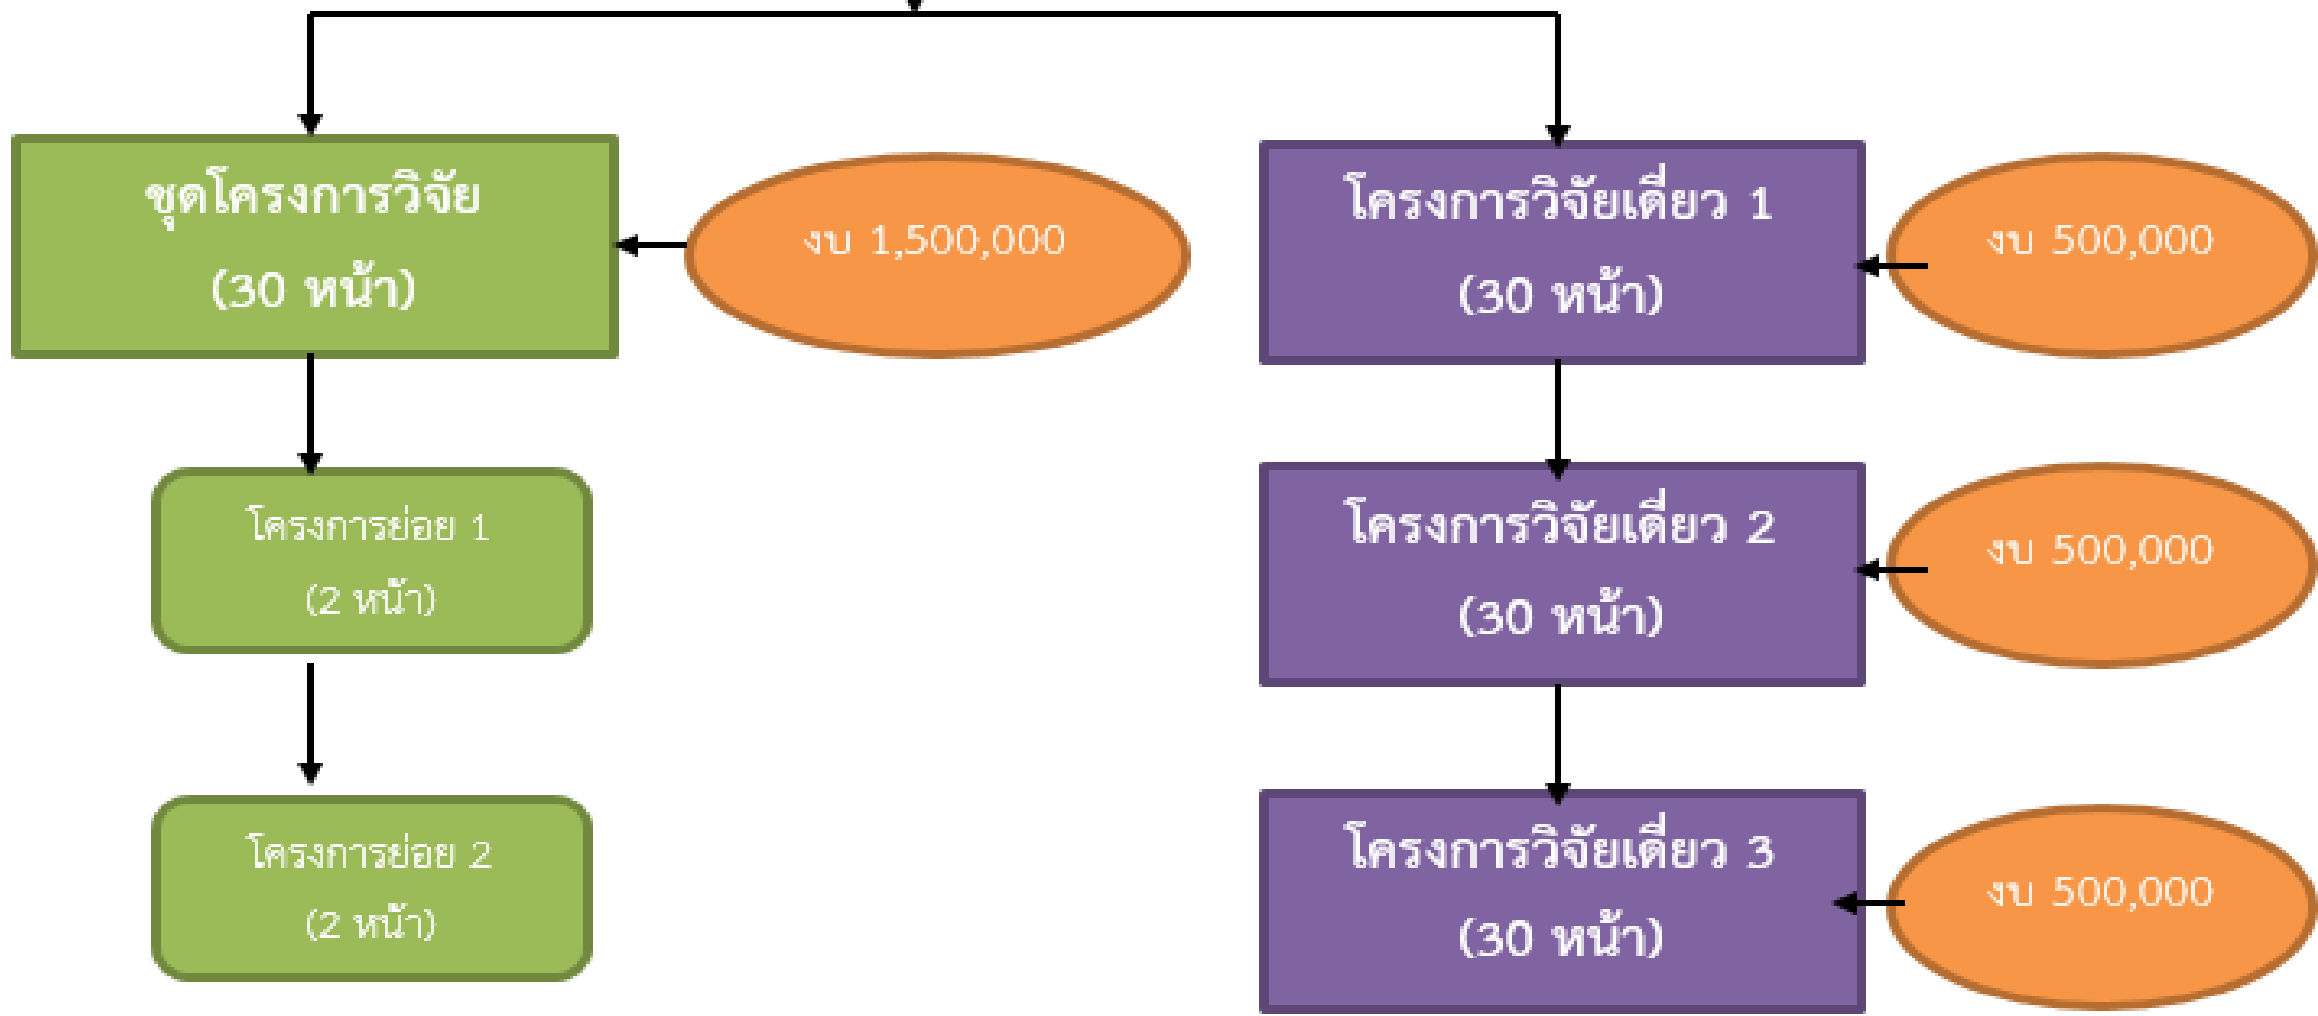 ชุดโครงการวิจัย
(30 หน้า)
งบ 1,500,000
โครงการวิจัยเดี่ยว 1
(30 หน้า)
งบ 500,000
โครงการย่อย 1
(2 หน้า)
โครงการวิจัยเดี่ยว 2
(30 หน้า)
งบ 500,000
โครงการย่อย 2
(2 หน้า)
โครงการวิจัยเดี่ยว 3
(30 หน้า)
งบ 500,000